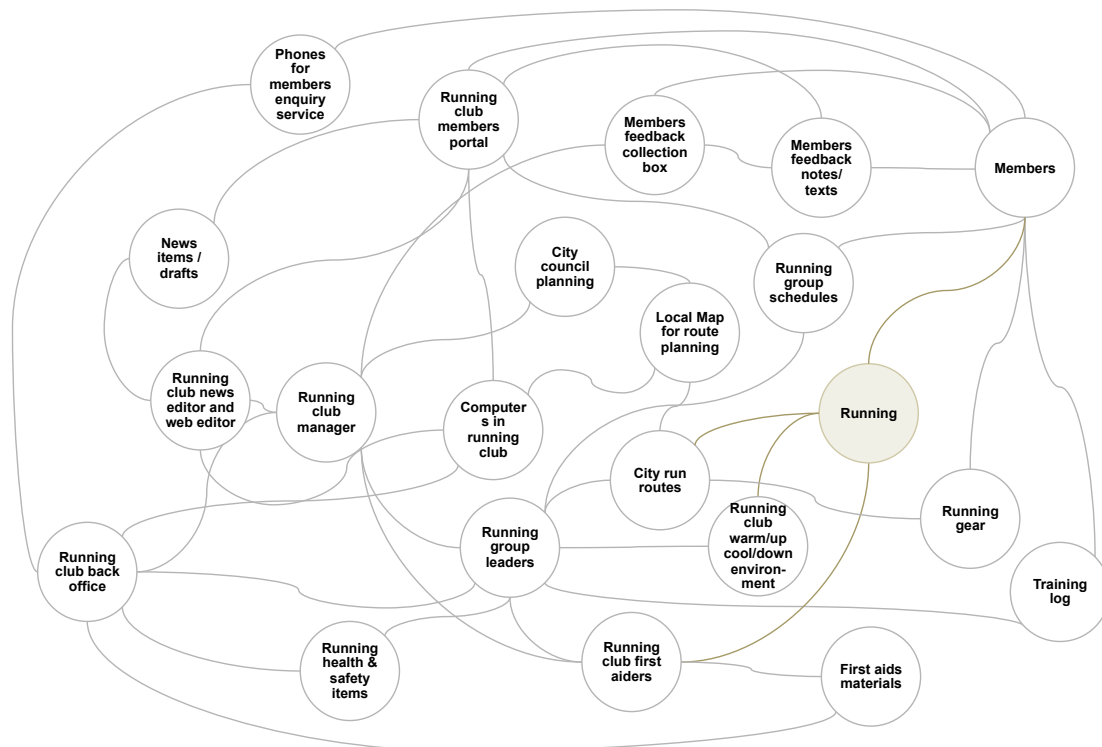 Phones
for
members
enquiry
service
Running
club
members
portal
Members
feedback
collection
box
Members
feedback
notes/
texts
Members
News
items /
drafts
City
council
planning
Running
group
schedules
Local Map
for route
planning
Running
club news
editor and
web editor
Running
club
manager
Computer
s in
running
club
Running
City run
routes
Running
gear
Running
club
warm/up
cool/down
environ-
ment
Running
group
leaders
Running
club back
office
Training
log
Running
health &
safety
items
Running
club first
aiders
First aids
materials